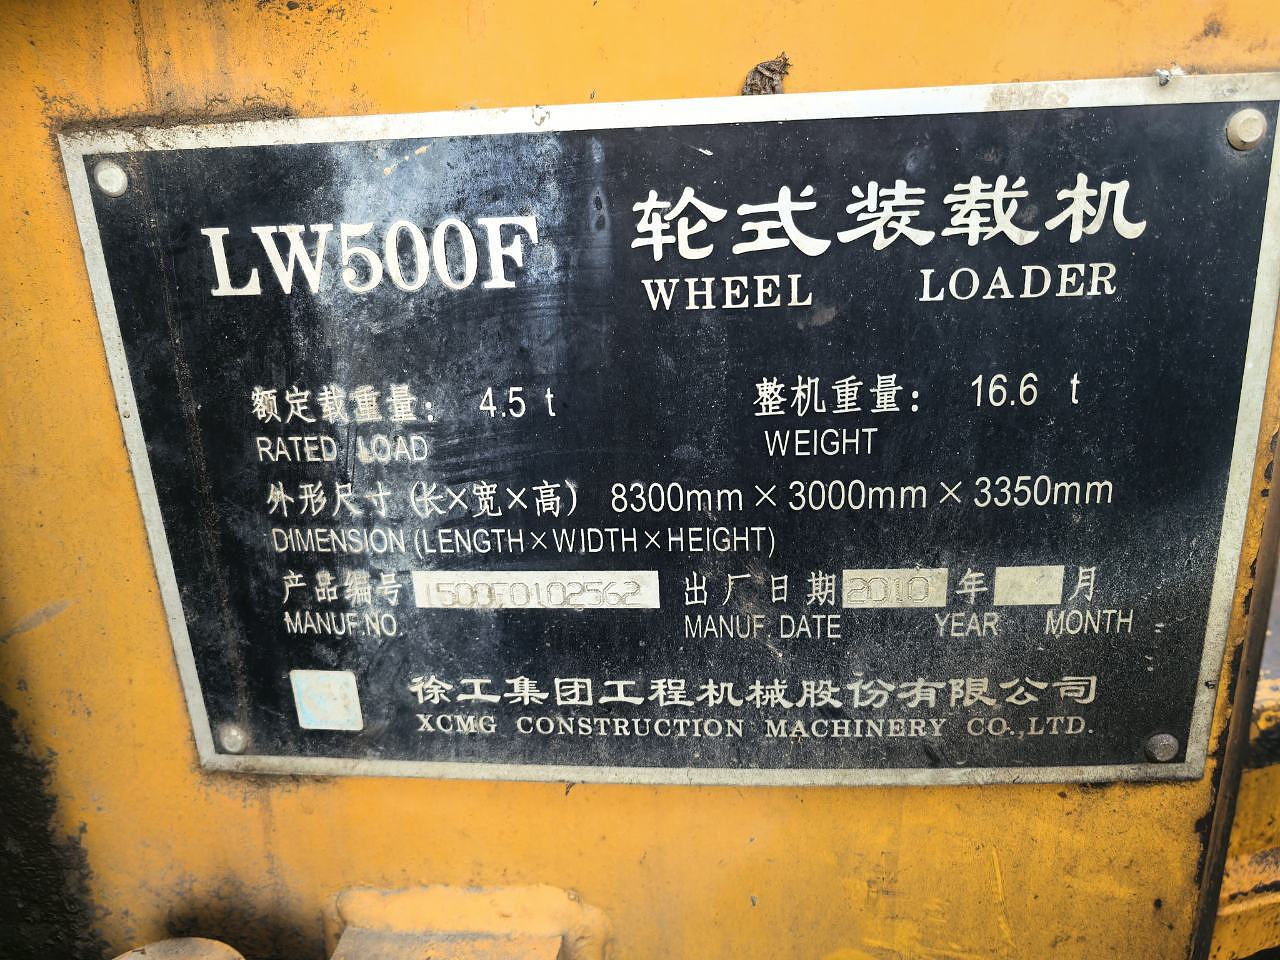 LW500F 轮式装载机
WHEEL LOADER
额定载重量: 4.5 t 整机重量: 16.6 t
RATED LOAD WEIGHT
外形尺寸 (长×宽×高) 8300mm × 3000mm × 3350mm
DIMENSION (LENGTH×WIDTH×HEIGHT)
产品编号 1500F0102562 出厂日期 2010 年 月
MANUF.NO. MANUF. DATE YEAR MONTH
徐工集团工程机械股份有限公司
XCMG CONSTRUCTION MACHINERY CO.,LTD.